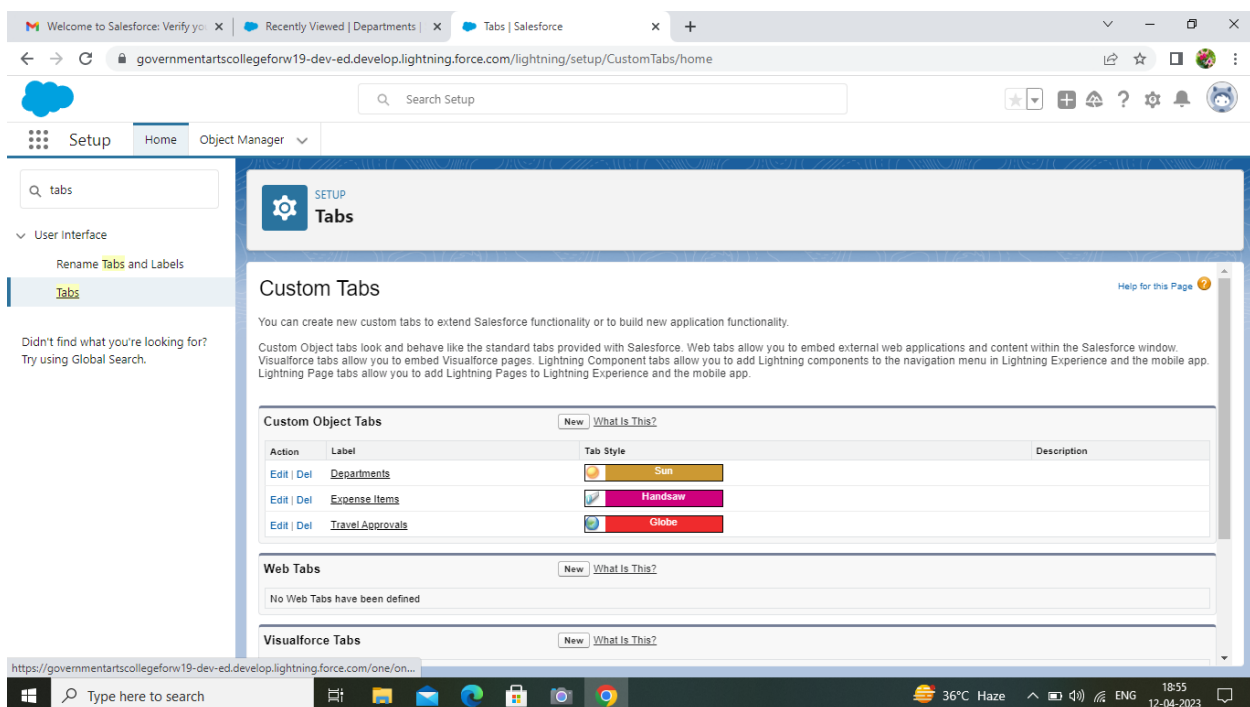 Welcome to Salesforce: Verify yo
Recently Viewed | Departments |
Tabs | Salesforce
governmentartscollegeforw19-dev-ed.develop.lightning.force.com/lightning/setup/CustomTabs/home
Search Setup
Setup
Home
Object Manager
tabs
User Interface
Rename Tabs and Labels
Tabs
Didn't find what you're looking for?
Try using Global Search.
SETUP
Tabs
Custom Tabs
Help for this Page
You can create new custom tabs to extend Salesforce functionality or to build new application functionality.
Custom Object tabs look and behave like the standard tabs provided with Salesforce. Web tabs allow you to embed external web applications and content within the Salesforce window.
Visualforce tabs allow you to embed Visualforce pages. Lightning Component tabs allow you to add Lightning components to the navigation menu in Lightning Experience and the mobile app.
Lightning Page tabs allow you to add Lightning Pages to Lightning Experience and the mobile app.
Custom Object Tabs New What Is This?
Action Label Tab Style Description
Edit | Del Departments Sun
Edit | Del Expense Items Handsaw
Edit | Del Travel Approvals Globe
Web Tabs New What Is This?
No Web Tabs have been defined
Visualforce Tabs New What Is This?
https://governmentartscollegeforw19-dev-ed.develop.lightning.force.com/one/on...
Type here to search
36°C Haze
ENG
18:55
12-04-2023